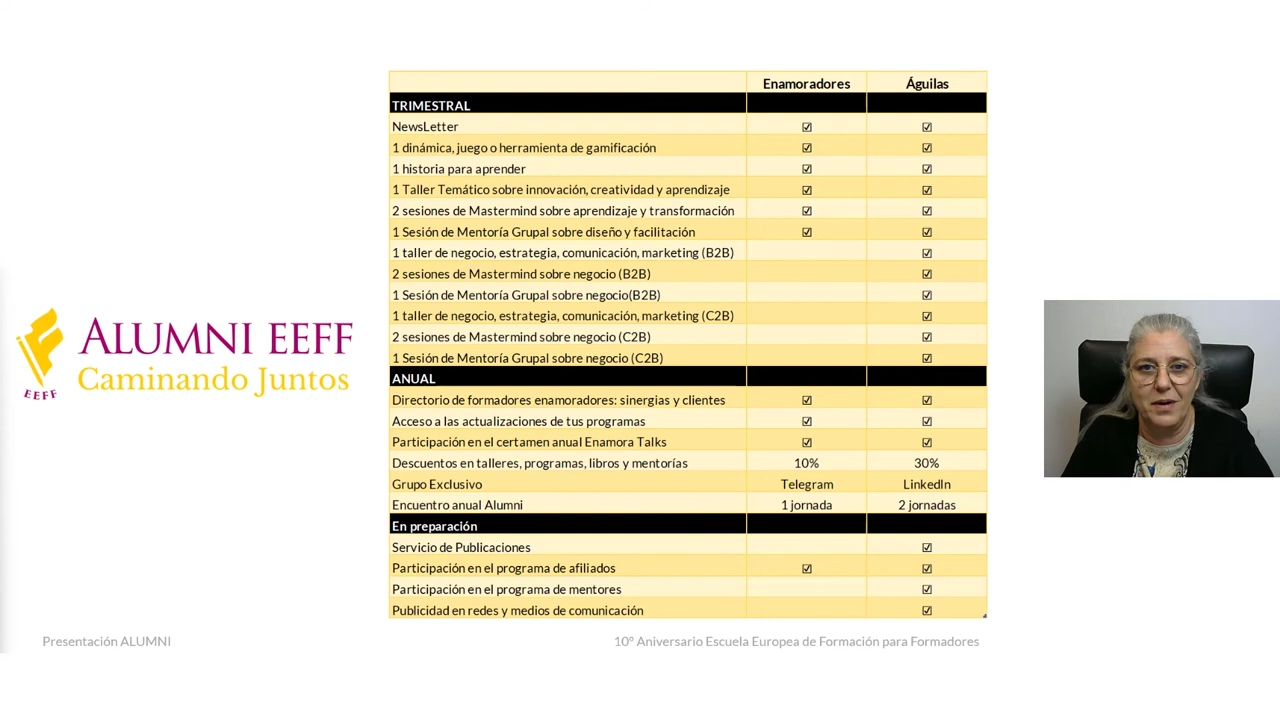 Enamoradores Águilas
TRIMESTRAL
NewsLetter ☑ ☑
1 dinámica, juego o herramienta de gamificación ☑ ☑
1 historia para aprender ☑ ☑
1 Taller Temático sobre innovación, creatividad y aprendizaje ☑ ☑
2 sesiones de Mastermind sobre aprendizaje y transformación ☑ ☑
1 Sesión de Mentoría Grupal sobre diseño y facilitación ☑ ☑
1 taller de negocio, estrategia, comunicación, marketing (B2B) ☑
2 sesiones de Mastermind sobre negocio (B2B) ☑
1 Sesión de Mentoría Grupal sobre negocio(B2B) ☑
1 taller de negocio, estrategia, comunicación, marketing (C2B) ☑
2 sesiones de Mastermind sobre negocio (C2B) ☑
1 Sesión de Mentoría Grupal sobre negocio (C2B) ☑
ANUAL
Directorio de formadores enamoradores: sinergias y clientes ☑ ☑
Acceso a las actualizaciones de tus programas ☑ ☑
Participación en el certamen anual Enamora Talks ☑ ☑
Descuentos en talleres, programas, libros y mentorías 10% 30%
Grupo Exclusivo Telegram LinkedIn
Encuentro anual Alumni 1 jornada 2 jornadas
En preparación
Servicio de Publicaciones ☑
Participación en el programa de afiliados ☑ ☑
Participación en el programa de mentores ☑
Publicidad en redes y medios de comunicación ☑
ALUMNI EEFF
Caminando Juntos
EEFF
Presentación ALUMNI
10º Aniversario Escuela Europea de Formación para Formadores